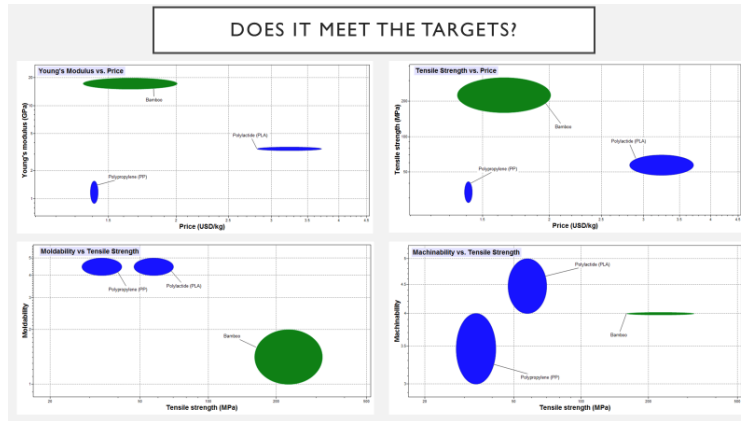 DOES IT MEET THE TARGETS?
Young's Modulus vs. Price
Young's modulus (GPa)
Bamboo
Polylactide (PLA)
Polypropylene (PP)
Price (USD/kg)
Tensile Strength vs. Price
Tensile strength (MPa)
Bamboo
Polylactide (PLA)
Polypropylene (PP)
Price (USD/kg)
Moldability vs Tensile Strength
Moldability
Polypropylene (PP)
Polylactide (PLA)
Bamboo
Tensile strength (MPa)
Machinability vs. Tensile Strength
Machinability
Polylactide (PLA)
Bamboo
Polypropylene (PP)
Tensile strength (MPa)